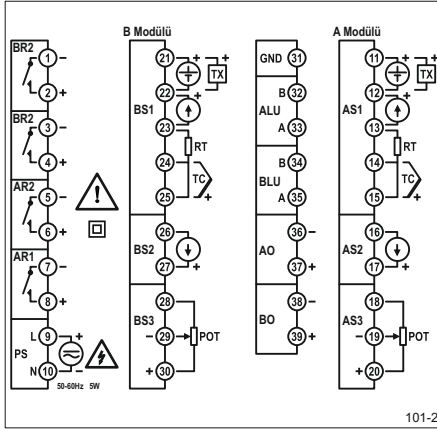 B Modülü A Modülü
BR2 1 − 21 + + TX GND 31 11 + + TX
2 + 22 + B 32 12 +
BR2 3 − BS1 23 ALU A 33 AS1 13
4 + 24 RT B 34 14 RT
AR2 5 − 25 TC + BLU A 35 15 TC +
6 + 26 36 − 16
AR1 7 − BS2 27 + AO 37 + AS2 17 +
8 + 28 38 − 18
PS L 9 + BS3 − 29 POT BO 39 + AS3 − 19 POT
N 10 − + 30 + 20
50-60Hz 5W
101-2